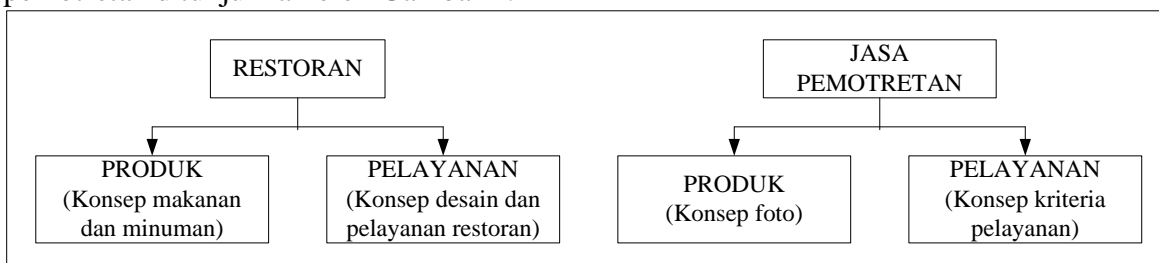 RESTORAN
JASA
PEMOTRETAN
PRODUK
(Konsep makanan
dan minuman)
PELAYANAN
(Konsep desain dan
pelayanan restoran)
PRODUK
(Konsep foto)
PELAYANAN
(Konsep kriteria
pelayanan)